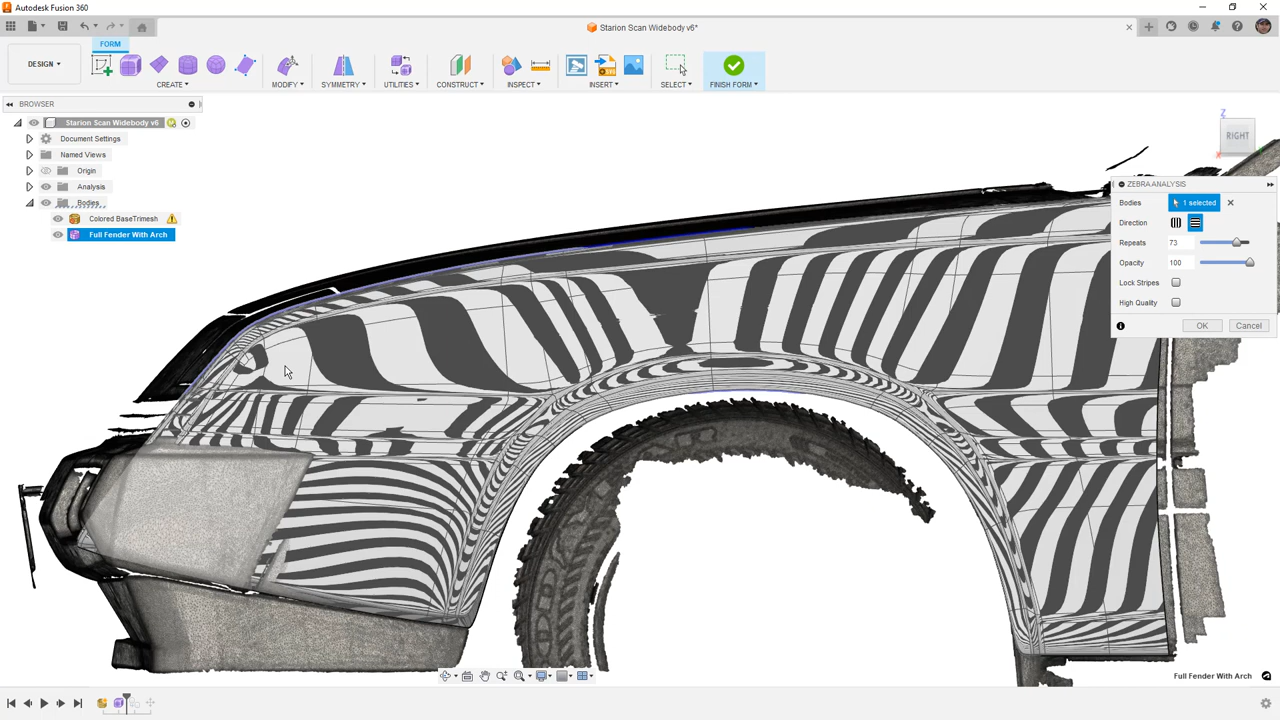 Autodesk Fusion 360
Starion Scan Widebody v6*
FORM
DESIGN
CREATE
MODIFY
SYMMETRY
UTILITIES
CONSTRUCT
INSPECT
INSERT
SELECT
FINISH FORM
BROWSER
Starion Scan Widebody v6
Document Settings
Named Views
Origin
Analysis
Bodies
Colored BaseTrimesh
Full Fender With Arch
Z
RIGHT
X
ZEBRA ANALYSIS
Bodies 1 selected
Direction
Repeats 73
Opacity 100
Lock Stripes
High Quality
OK Cancel
Full Fender With Arch